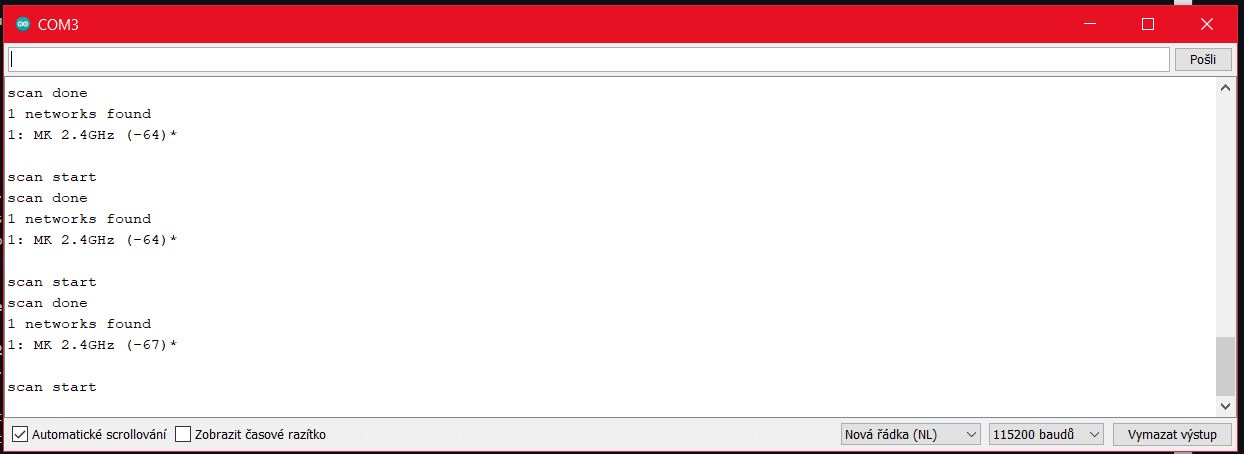 COM3
Pošli
scan done
1 networks found
1: MK 2.4GHz (-64)*
scan start
scan done
1 networks found
1: MK 2.4GHz (-64)*
scan start
scan done
1 networks found
1: MK 2.4GHz (-67)*
scan start
Automatické scrollování Zobrazit časové razítko Nová řádka (NL) 115200 baudů Vymazat výstup